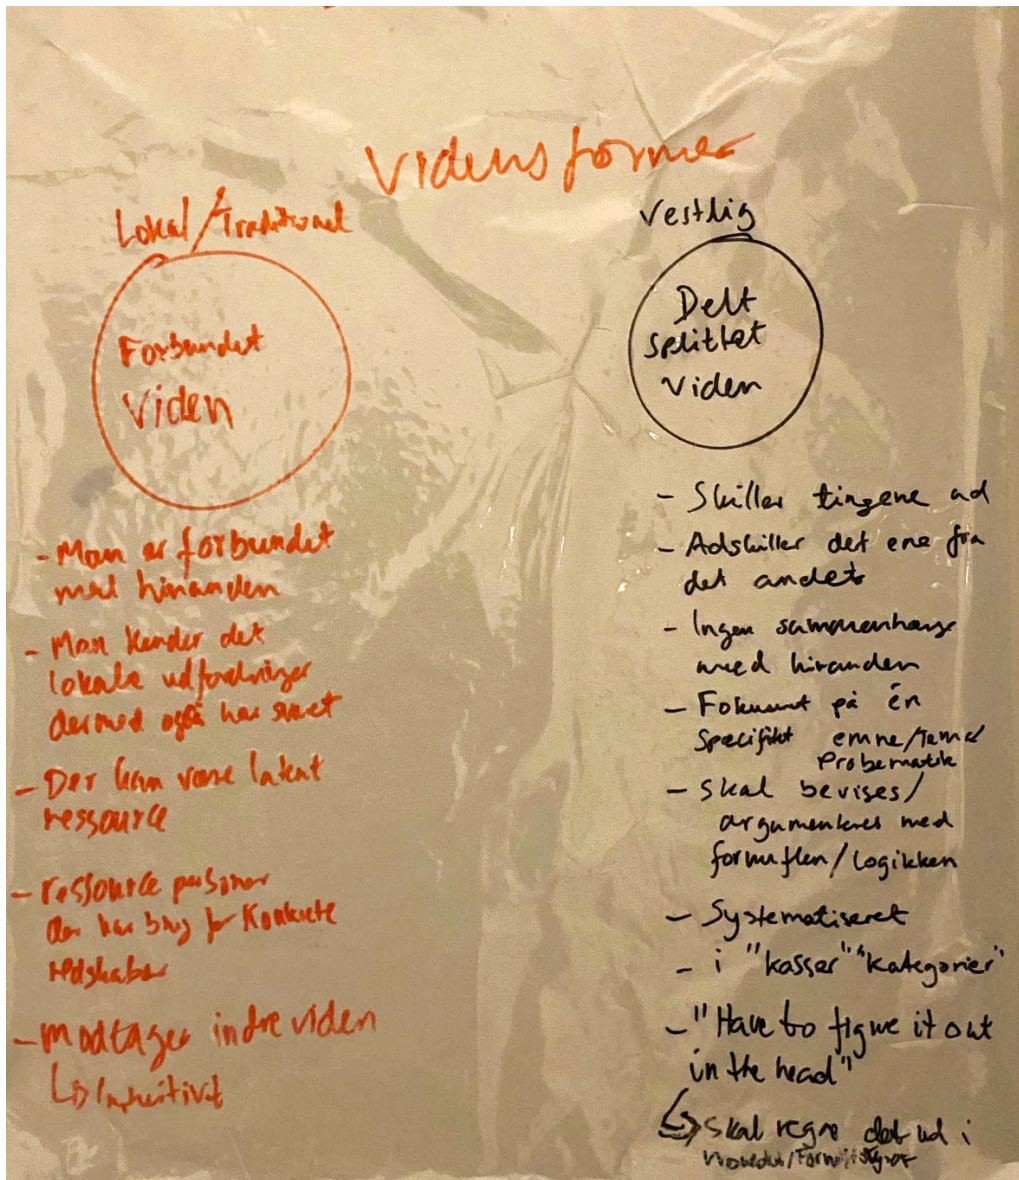 Vidensformer
Lokal/Traditionel
Forbundet
Viden
- Man er forbundet
med hinanden
- Man kender det
lokale udfordringer
dermed også har svaret
- Der kan være latent
ressource
- ressource personer
der har brug for Konkrete
redskaber
- modtager indre viden
↳ Intuitivt
Vestlig
Delt
splittet
viden
- Skiller tingene ad
- Adskiller det ene fra
det andet
- Ingen sammenhæng
med hinanden
- Fokuseret på én
specifikt emne/tema/
Problematik
- Skal bevises/
argumenteres med
formuflen/logikken
- Systematiseret
- i "kasser" "kategorier"
- "Have to figure it out
in the head"
↳ Skal regne det ud i